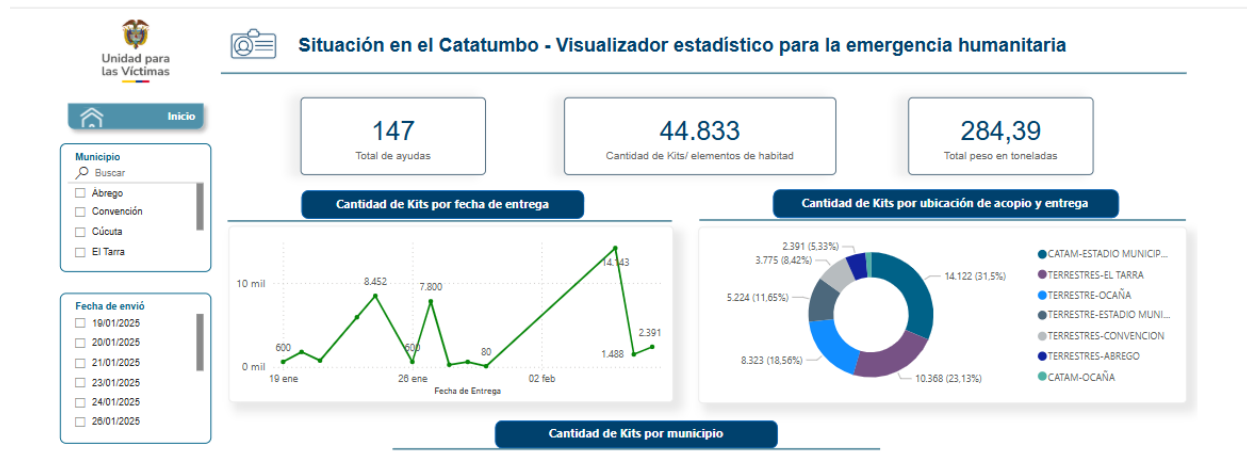 Unidad para
las Víctimas
Situación en el Catatumbo - Visualizador estadístico para la emergencia humanitaria
Inicio
147
Total de ayudas
44.833
Cantidad de Kits/ elementos de habitad
284,39
Total peso en toneladas
Municipio
Buscar
Ábrego
Convención
Cúcuta
El Tarra
Fecha de envió
19/01/2025
20/01/2025
21/01/2025
23/01/2025
24/01/2025
26/01/2025
Cantidad de Kits por fecha de entrega
10 mil
0 mil
600
8.452
600
7.800
80
14.143
1.488
2.391
19 ene
26 ene
02 feb
Fecha de Entrega
Cantidad de Kits por ubicación de acopio y entrega
2.391 (5,33%)
3.775 (8,42%)
5.224 (11,65%)
8.323 (18,56%)
14.122 (31,5%)
10.368 (23,13%)
CATAM-ESTADIO MUNICIP...
TERRESTRES-EL TARRA
TERRESTRE-OCAÑA
TERRESTRE-ESTADIO MUNI...
TERRESTRES-CONVENCION
TERRESTRES-ABREGO
CATAM-OCAÑA
Cantidad de Kits por municipio